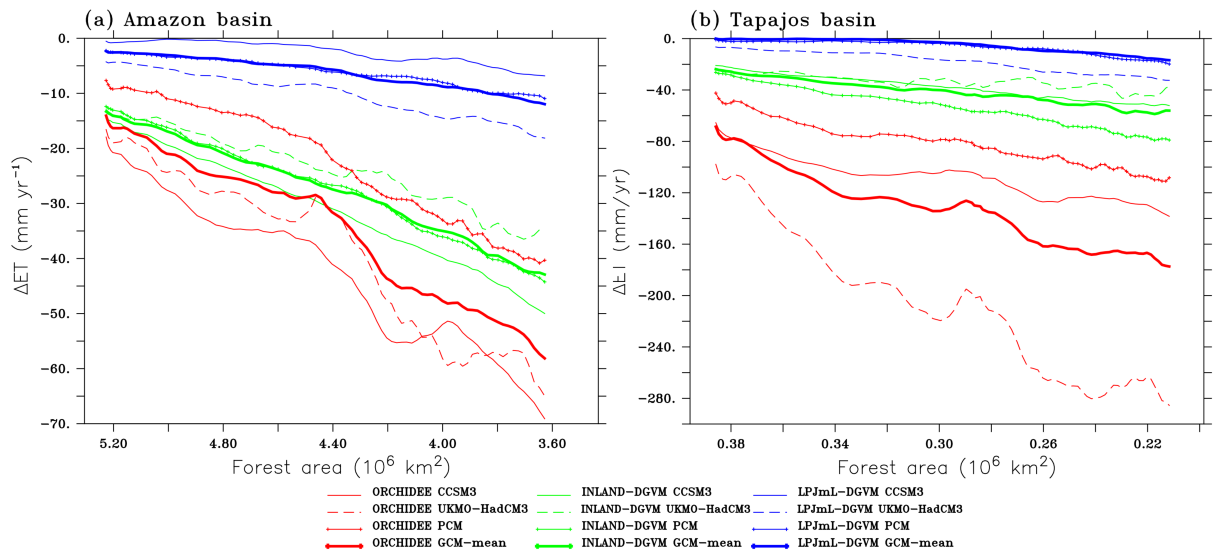 (a) Amazon basin
0.
-10.
-20.
-30.
-40.
-50.
-60.
-70.
ΔET (mm yr⁻¹)
5.20 4.80 4.40 4.00 3.60
Forest area (10⁶ km²)
(b) Tapajos basin
0.
-40.
-80.
-120.
-160.
-200.
-240.
-280.
ΔET (mm/yr)
0.38 0.34 0.30 0.26 0.22
Forest area (10⁶ km²)
ORCHIDEE CCSM3 INLAND-DGVM CCSM3 LPJmL-DGVM CCSM3
ORCHIDEE UKMO-HadCM3 INLAND-DGVM UKMO-HadCM3 LPJmL-DGVM UKMO-HadCM3
ORCHIDEE PCM INLAND-DGVM PCM LPJmL-DGVM PCM
ORCHIDEE GCM-mean INLAND-DGVM GCM-mean LPJmL-DGVM GCM-mean